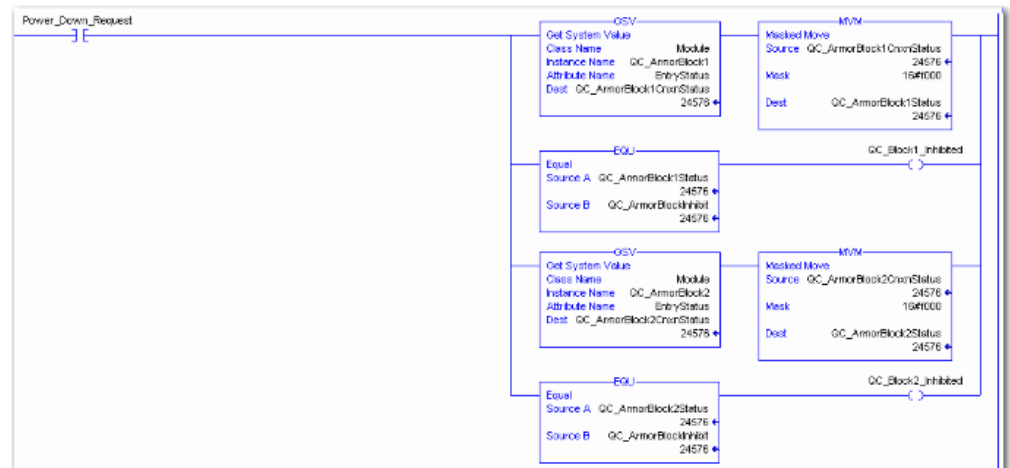 Power_Down_Request
GSV
Get System Value
Class Name Module
Instance Name QC_ArmorBlock1
Attribute Name EntryStatus
Dest QC_ArmorBlock1CnxnStatus
24576
MVM
Masked Move
Source QC_ArmorBlock1CnxnStatus
24576
Mask 16#f000
Dest QC_ArmorBlock1Status
24576
EQU
Equal
Source A QC_ArmorBlock1Status
24576
Source B QC_ArmorBlockInhibit
24576
QC_Block1_Inhibited
GSV
Get System Value
Class Name Module
Instance Name QC_ArmorBlock2
Attribute Name EntryStatus
Dest QC_ArmorBlock2CnxnStatus
24576
MVM
Masked Move
Source QC_ArmorBlock2CnxnStatus
24576
Mask 16#f000
Dest QC_ArmorBlock2Status
24576
EQU
Equal
Source A QC_ArmorBlock2Status
24576
Source B QC_ArmorBlockInhibit
24576
QC_Block2_Inhibited